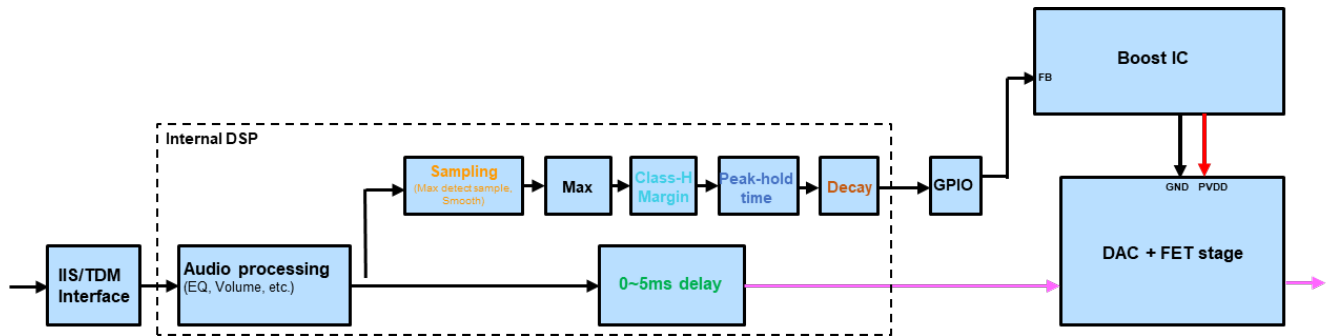 Boost IC
FB
Internal DSP
Sampling
(Max detect sample,
Smooth)
Max
Class-H
Margin
Peak-hold
time
Decay
GPIO
GND
PVDD
IIS/TDM
Interface
Audio processing
(EQ, Volume, etc.)
0~5ms delay
DAC + FET stage